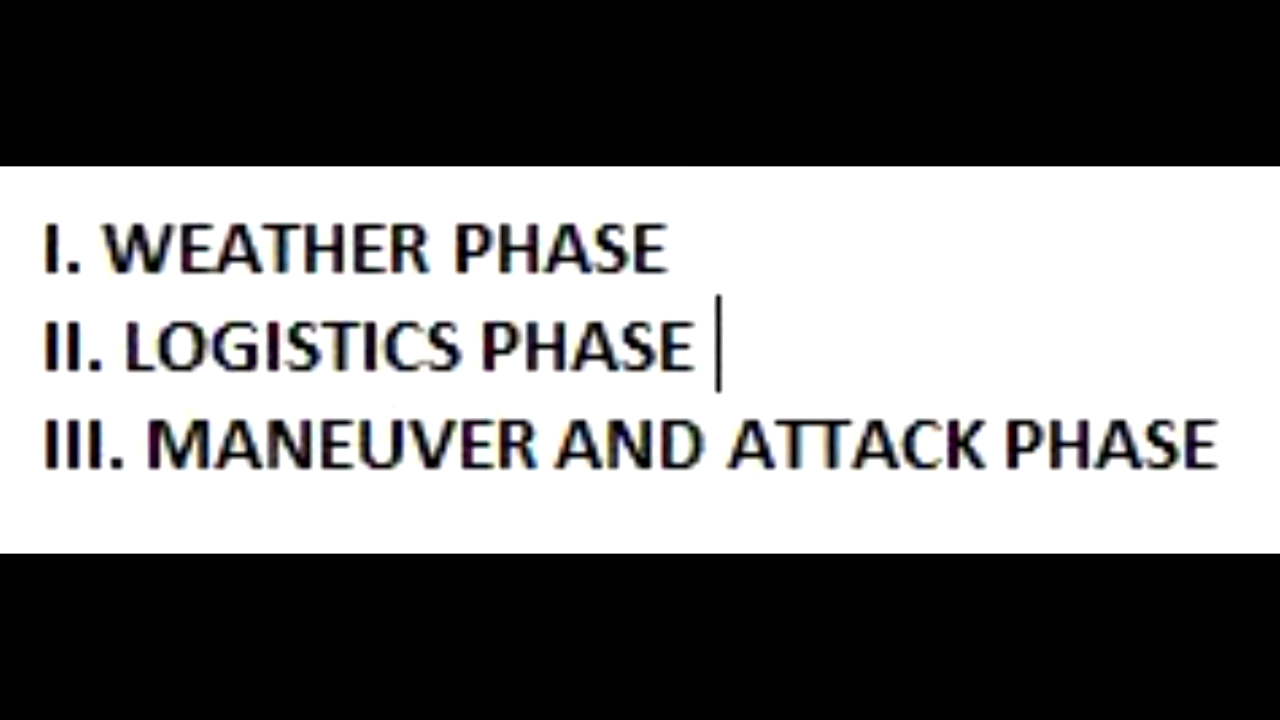 I. WEATHER PHASE
II. LOGISTICS PHASE
III. MANEUVER AND ATTACK PHASE